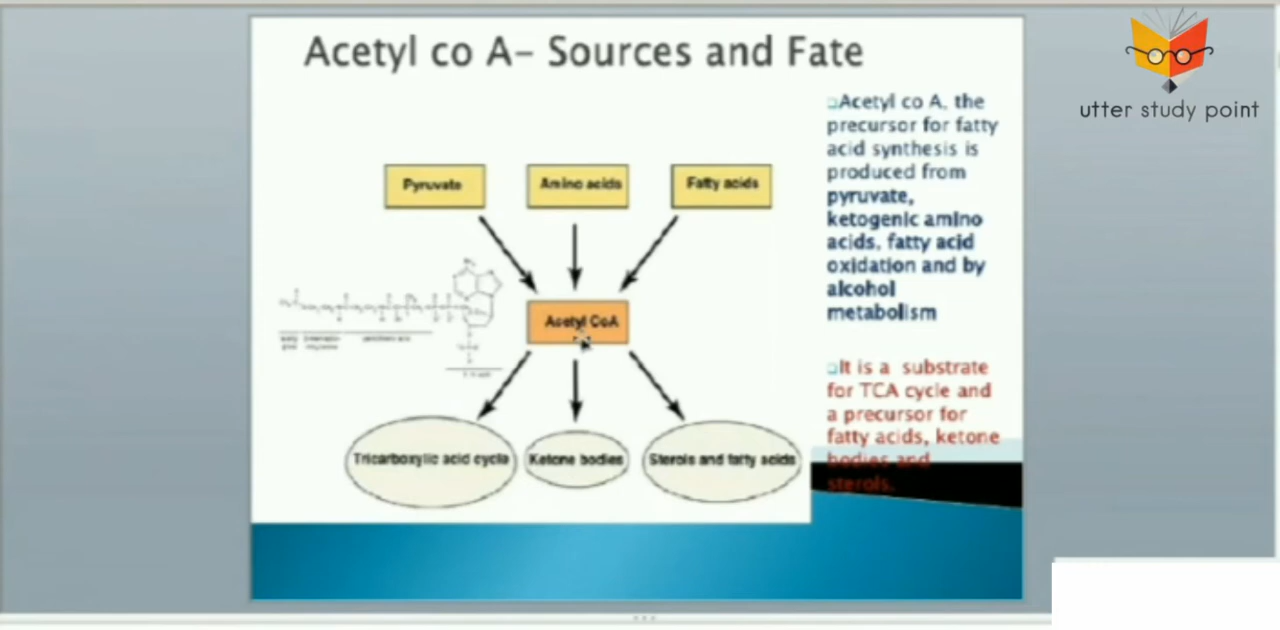 Acetyl co A- Sources and Fate
utter study point
Acetyl co A, the
precursor for fatty
acid synthesis is
produced from
pyruvate,
ketogenic amino
acids, fatty acid
oxidation and by
alcohol
metabolism
It is a substrate
for TCA cycle and
a precursor for
fatty acids, ketone
bodies and
sterols.
Pyruvate
Amino acids
Fatty acids
Acetyl CoA
Tricarboxylic acid cycle
Ketone bodies
Sterols and fatty acids